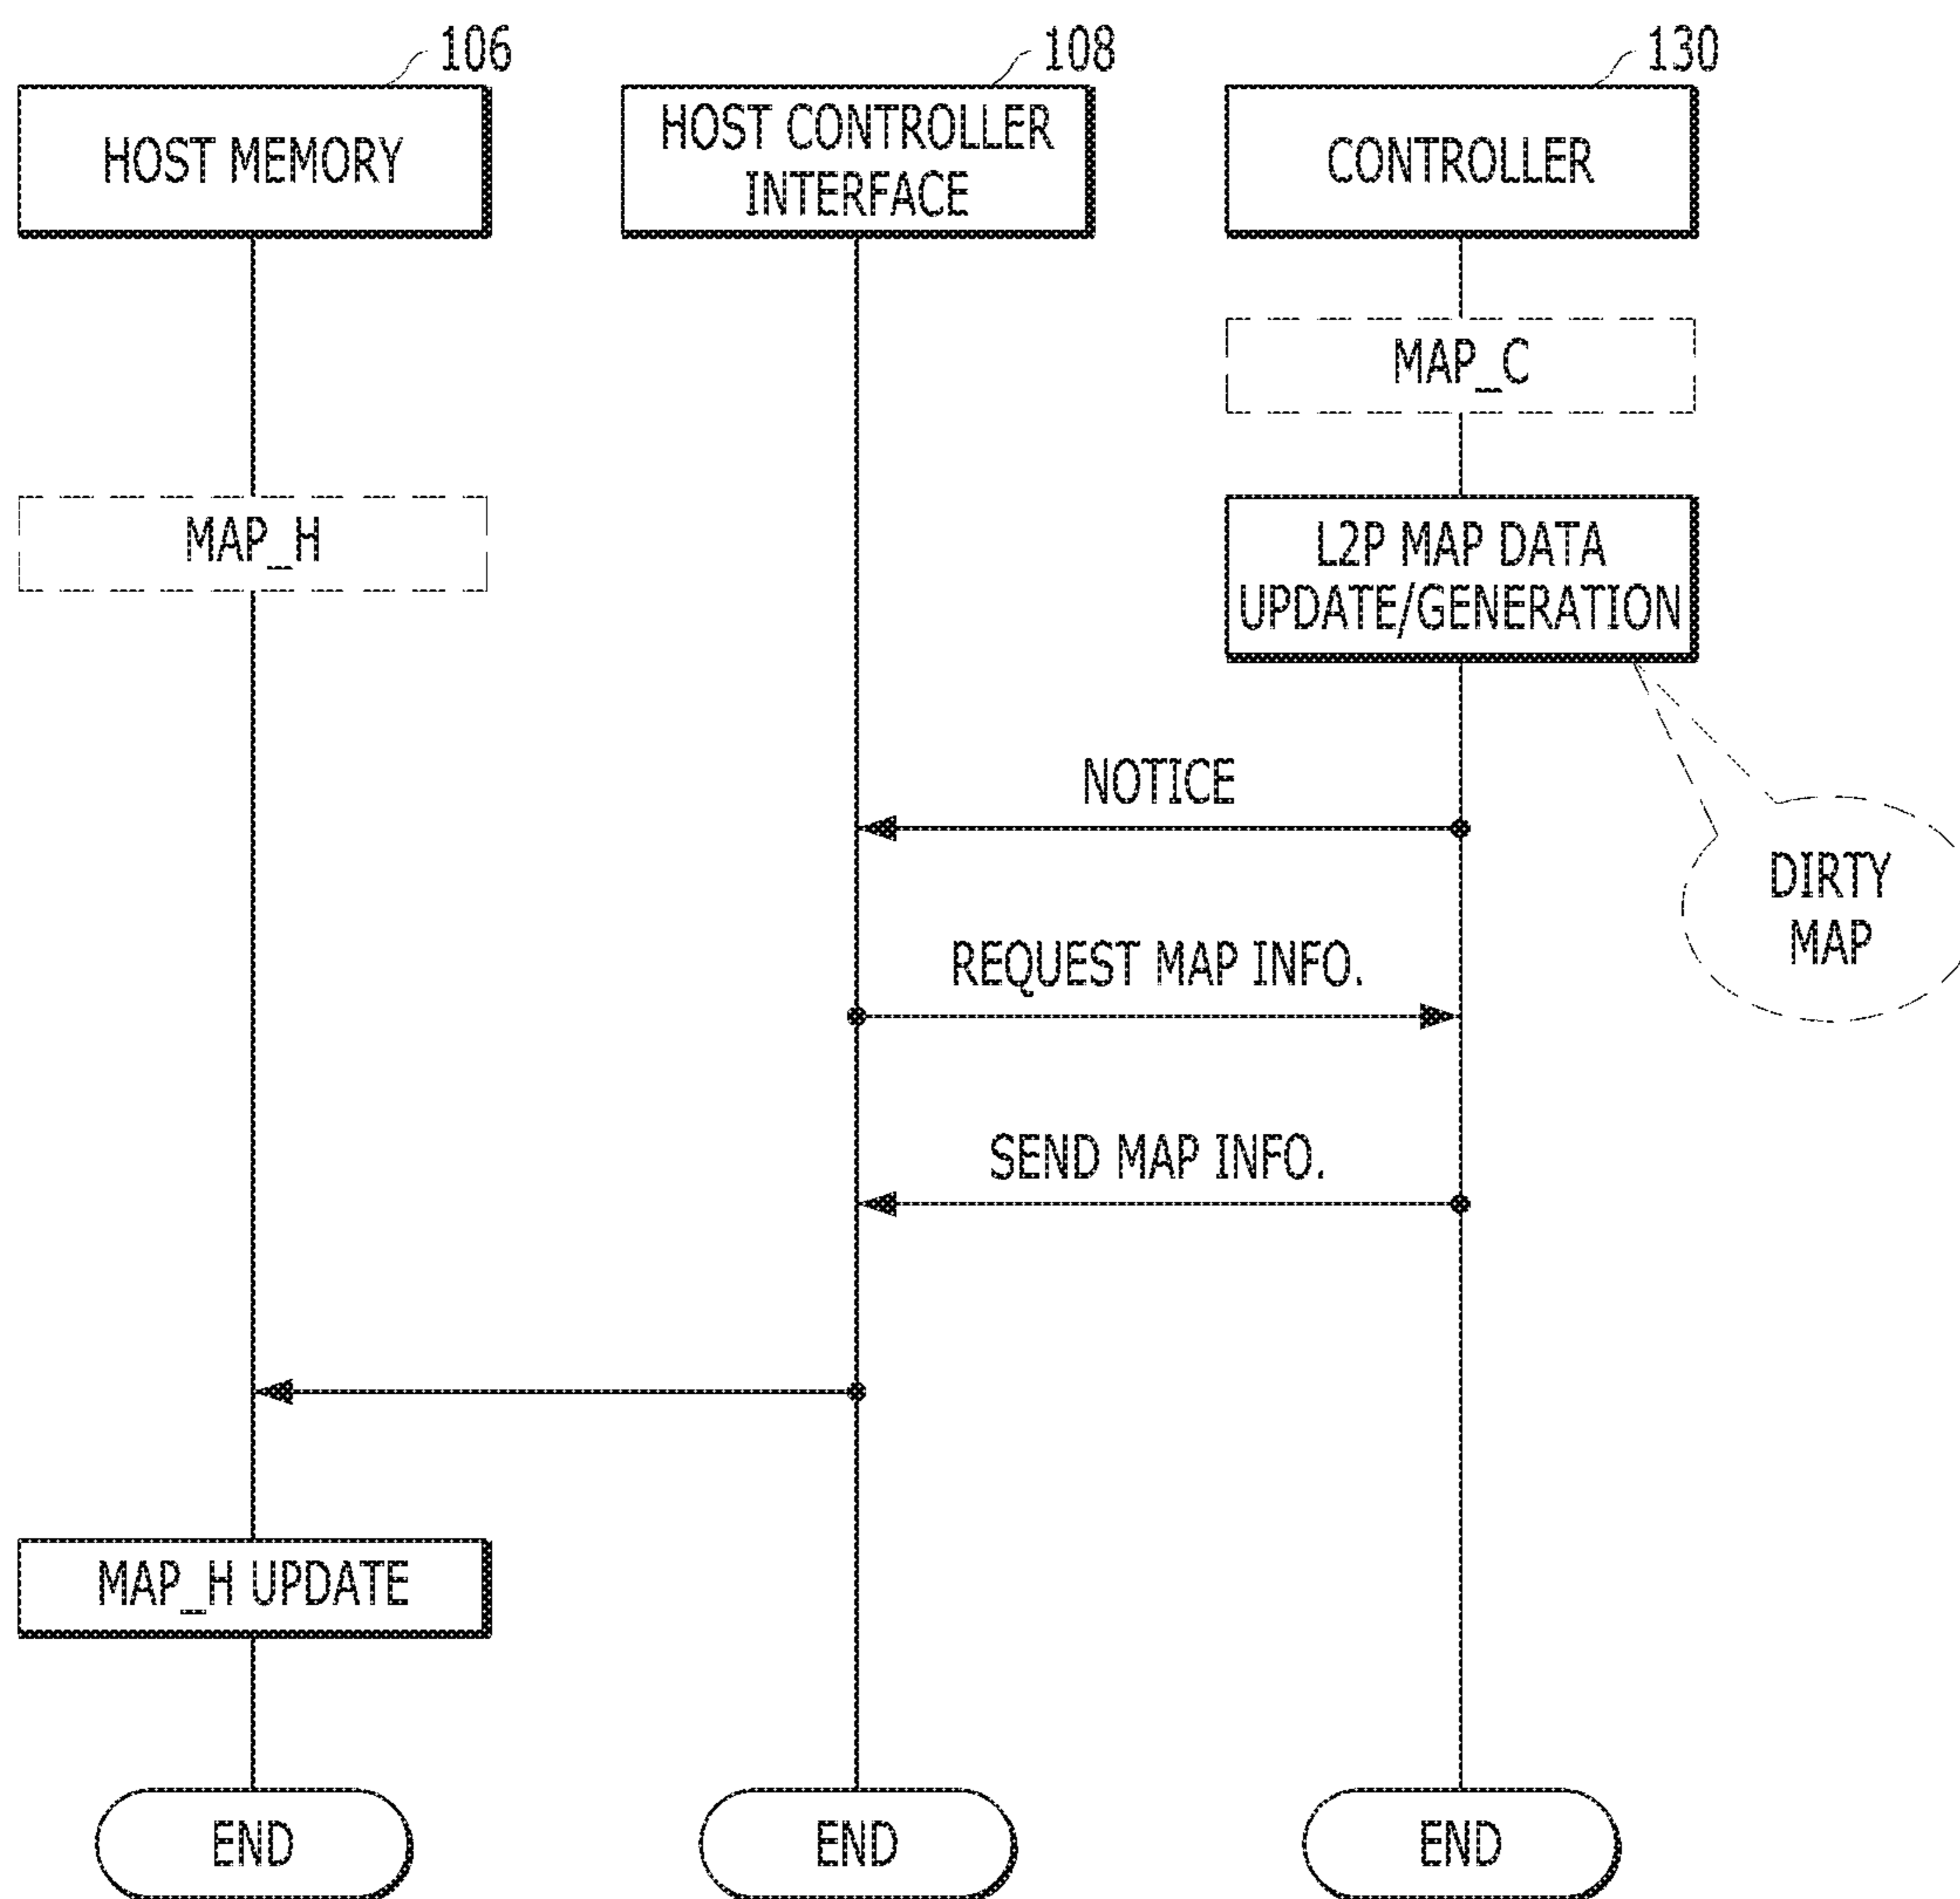 106
108
130
HOST MEMORY
HOST CONTROLLER
INTERFACE
CONTROLLER
MAP_C
MAP_H
L2P MAP DATA
UPDATE/GENERATION
NOTICE
DIRTY
MAP
REQUEST MAP INFO.
SEND MAP INFO.
MAP_H UPDATE
END
END
END